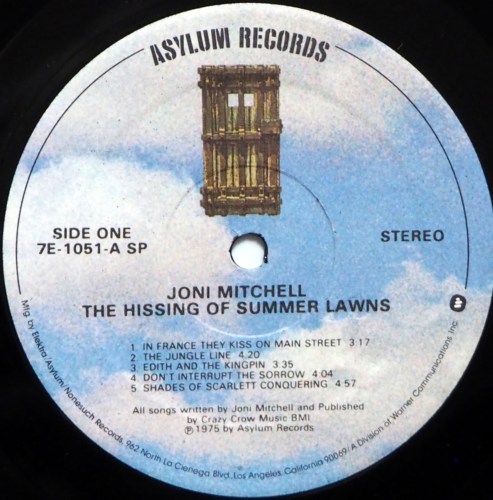 ASYLUM RECORDS
SIDE ONE
7E-1051-A SP
STEREO
JONI MITCHELL
THE HISSING OF SUMMER LAWNS
1. IN FRANCE THEY KISS ON MAIN STREET 3:17
2. THE JUNGLE LINE 4.20
3. EDITH AND THE KINGPIN 3.35
4. DON'T INTERRUPT THE SORROW 4:04
5 SHADES OF SCARLETT CONQUERING 4:57
All songs written by Joni Mitchell and Published
by Crazy Crow Music BMI
℗ 1975 by Asylum Records
Mfg. by Elektra/Asylum/Nonesuch Records, 962 North La Cienega Blvd., Los Angeles, California 90069/A Division of Warner Communications Inc.